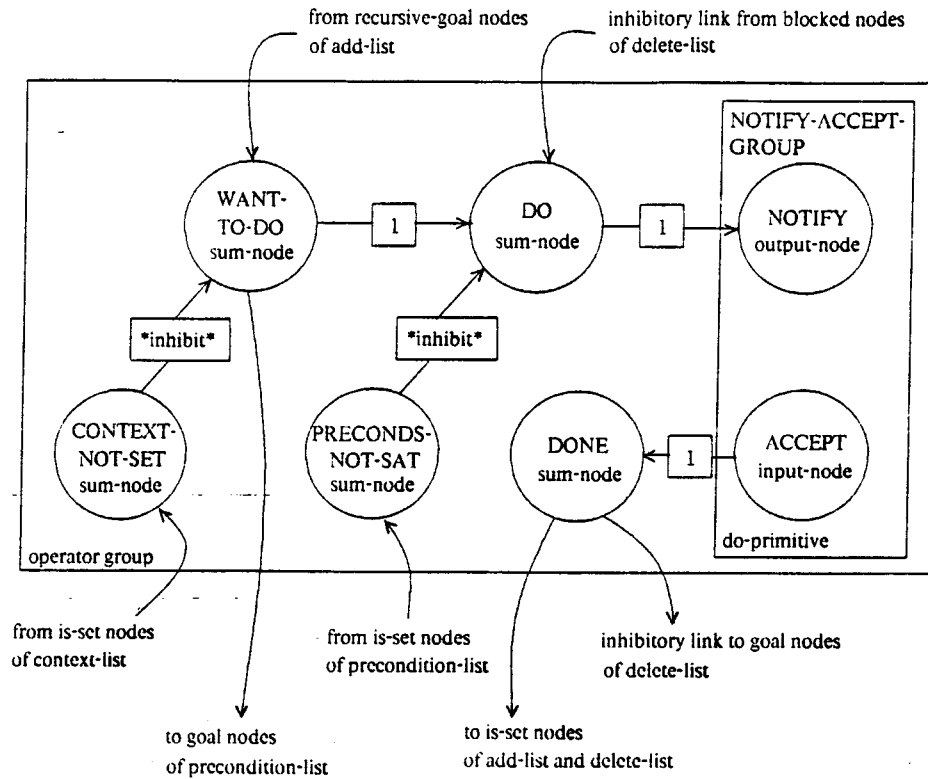 from recursive-goal nodes
of add-list
inhibitory link from blocked nodes
of delete-list
NOTIFY-ACCEPT-
GROUP
WANT-
TO-DO
sum-node
1
DO
sum-node
1
NOTIFY
output-node
*inhibit*
*inhibit*
CONTEXT-
NOT-SET
sum-node
PRECONDS-
NOT-SAT
sum-node
DONE
sum-node
1
ACCEPT
input-node
operator group
do-primitive
from is-set nodes
of context-list
from is-set nodes
of precondition-list
inhibitory link to goal nodes
of delete-list
to goal nodes
of precondition-list
to is-set nodes
of add-list and delete-list